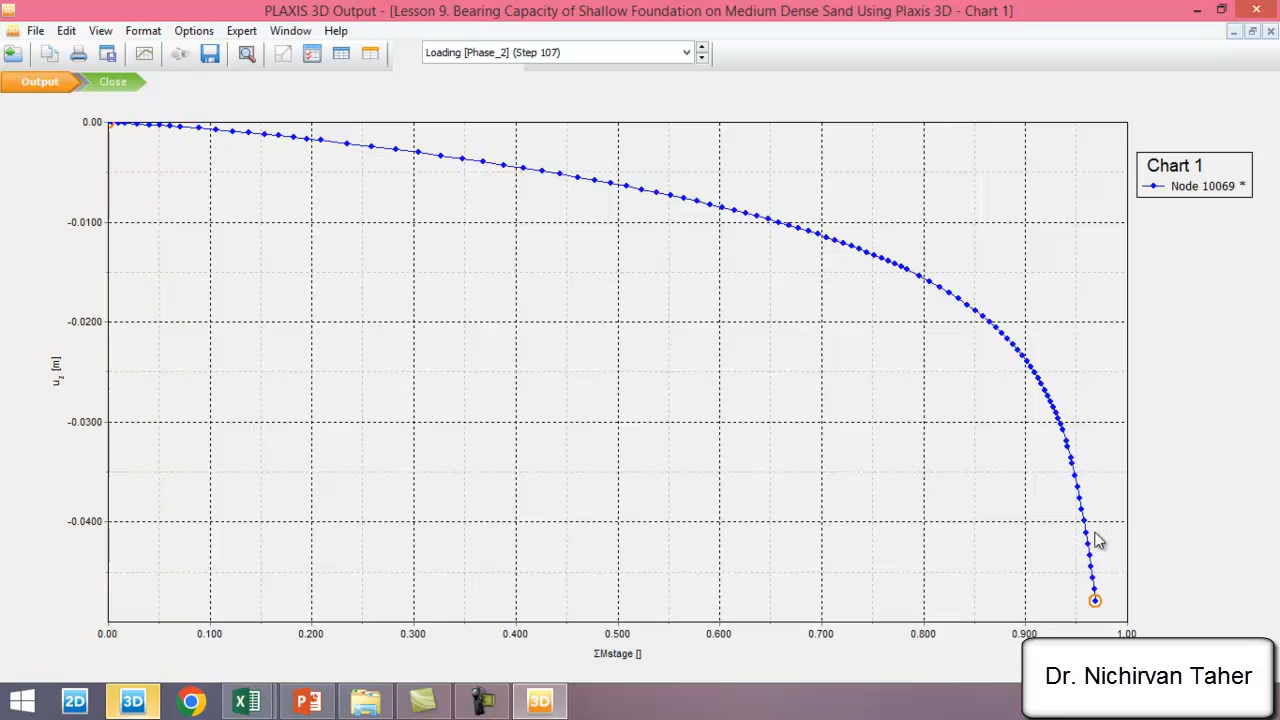 PLAXIS 3D Output - [Lesson 9. Bearing Capacity of Shallow Foundation on Medium Dense Sand Using Plaxis 3D - Chart 1]
File Edit View Format Options Expert Window Help
Loading [Phase_2] (Step 107)
Output Close
Chart 1
Node 10069 *
0.00
-0.0100
-0.0200
-0.0300
-0.0400
uz [m]
0.00 0.100 0.200 0.300 0.400 0.500 0.600 0.700 0.800 0.900 1.00
ΣMstage []
Dr. Nichirvan Taher
2D 3D 3D